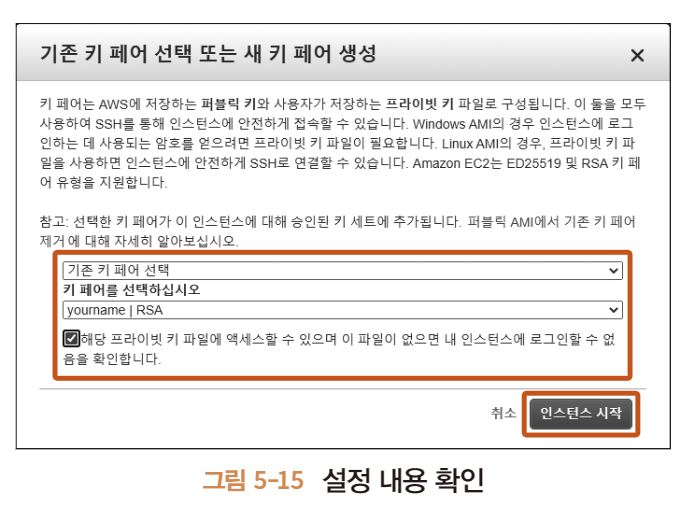 기존 키 페어 선택 또는 새 키 페어 생성
×
키 페어는 AWS에 저장하는 퍼블릭 키와 사용자가 저장하는 프라이빗 키 파일로 구성됩니다. 이 둘을 모두
사용하여 SSH를 통해 인스턴스에 안전하게 접속할 수 있습니다. Windows AMI의 경우 인스턴스에 로그
인하는 데 사용되는 암호를 얻으려면 프라이빗 키 파일이 필요합니다. Linux AMI의 경우, 프라이빗 키 파
일을 사용하면 인스턴스에 안전하게 SSH로 연결할 수 있습니다. Amazon EC2는 ED25519 및 RSA 키 페
어 유형을 지원합니다.
참고: 선택한 키 페어가 이 인스턴스에 대해 승인된 키 세트에 추가됩니다. 퍼블릭 AMI에서 기존 키 페어
제거에 대해 자세히 알아보십시오.
기존 키 페어 선택
키 페어를 선택하십시오
yourname | RSA
해당 프라이빗 키 파일에 액세스할 수 있으며 이 파일이 없으면 내 인스턴스에 로그인할 수 없
음을 확인합니다.
취소 인스턴스 시작
그림 5-15 설정 내용 확인